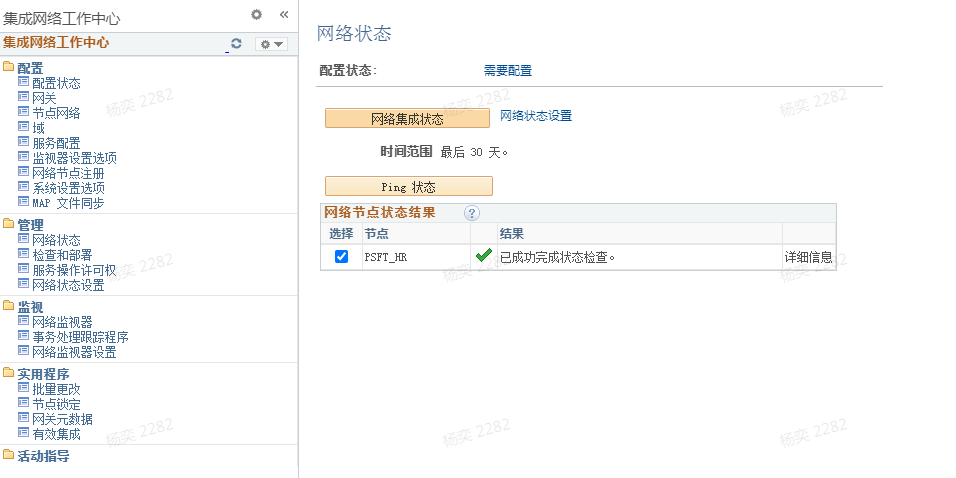 集成网络工作中心
集成网络工作中心
配置
配置状态
网关
节点网络
域
服务配置
监视器设置选项
网络节点注册
系统设置选项
MAP 文件同步
管理
网络状态
检查和部署
服务操作许可权
网络状态设置
监视
网络监视器
事务处理跟踪程序
网络监视器设置
实用程序
批量更改
节点锁定
网关元数据
有效集成
活动指导
网络状态
配置状态: 需要配置
网络集成状态 网络状态设置
时间范围 最后 30 天。
Ping 状态
网络节点状态结果 ?
选择 节点 结果
PSFT_HR 已成功完成状态检查。 详细信息
杨奕 2282
杨奕 2282
杨奕 2282
杨奕 2282
杨奕 2282
杨奕 2282
杨奕 2282
杨奕 2282
杨奕 2282